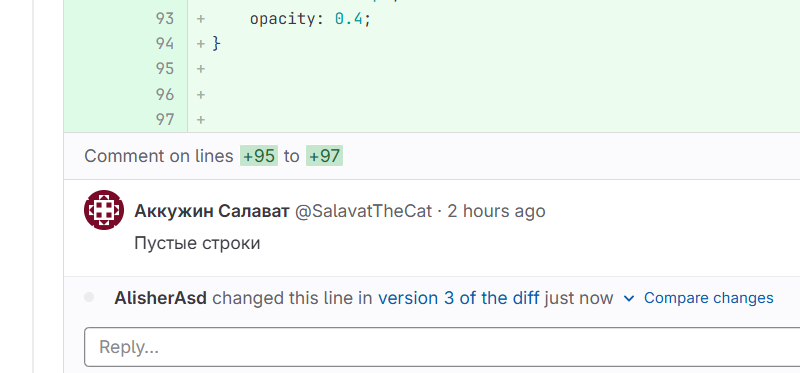 93 + opacity: 0.4;
94 + }
95 +
96 +
97 +
Comment on lines +95 to +97
Аккужин Салават @SalavatTheCat · 2 hours ago
Пустые строки
AlisherAsd changed this line in version 3 of the diff just now Compare changes
Reply...